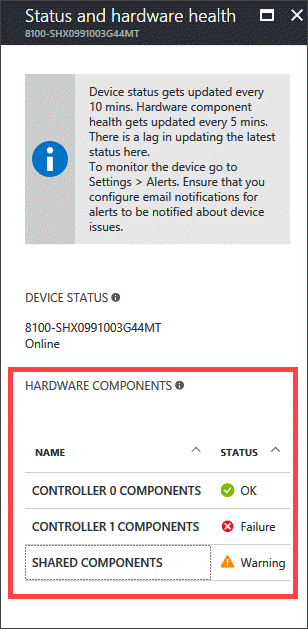 Status and hardware health
8100-SHX0991003G44MT
Device status gets updated every
10 mins. Hardware component
health gets updated every 5 mins.
There is a lag in updating the latest
status here.
To monitor the device go to
Settings > Alerts. Ensure that you
configure email notifications for
alerts to be notified about device
issues.
DEVICE STATUS
8100-SHX0991003G44MT
Online
HARDWARE COMPONENTS
NAME STATUS
CONTROLLER 0 COMPONENTS OK
CONTROLLER 1 COMPONENTS Failure
SHARED COMPONENTS Warning